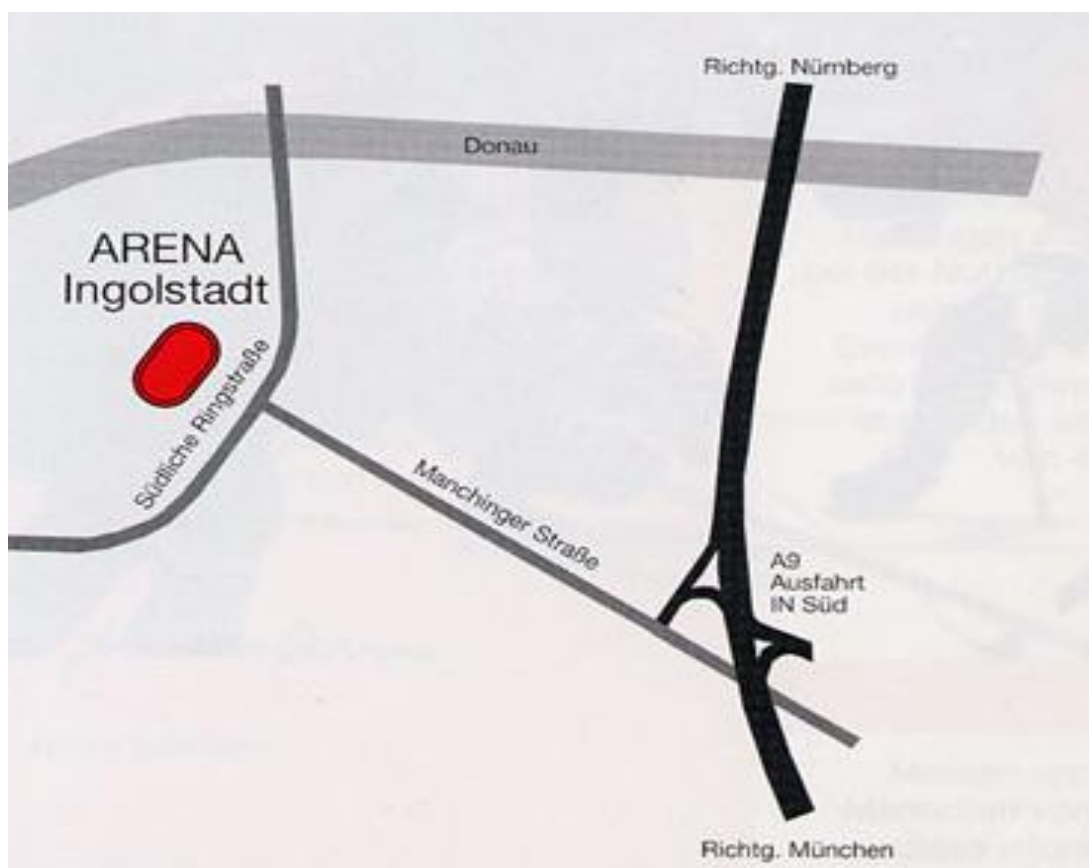 Richtg. Nürnberg
Donau
ARENA
Ingolstadt
Südliche Ringstraße
Manchinger Straße
A9
Ausfahrt
IN Süd
Richtg. München